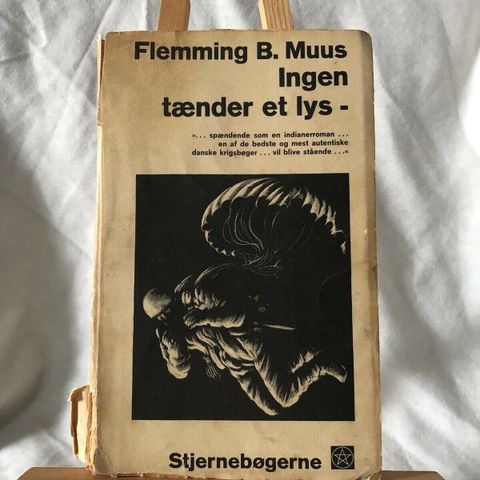 Flemming B. Muus
Ingen
tænder et lys -
»... spændende som en indianerroman ...
en af de bedste og mest autentiske
danske krigsbøger ... vil blive stående ...«
Stjernebøgerne